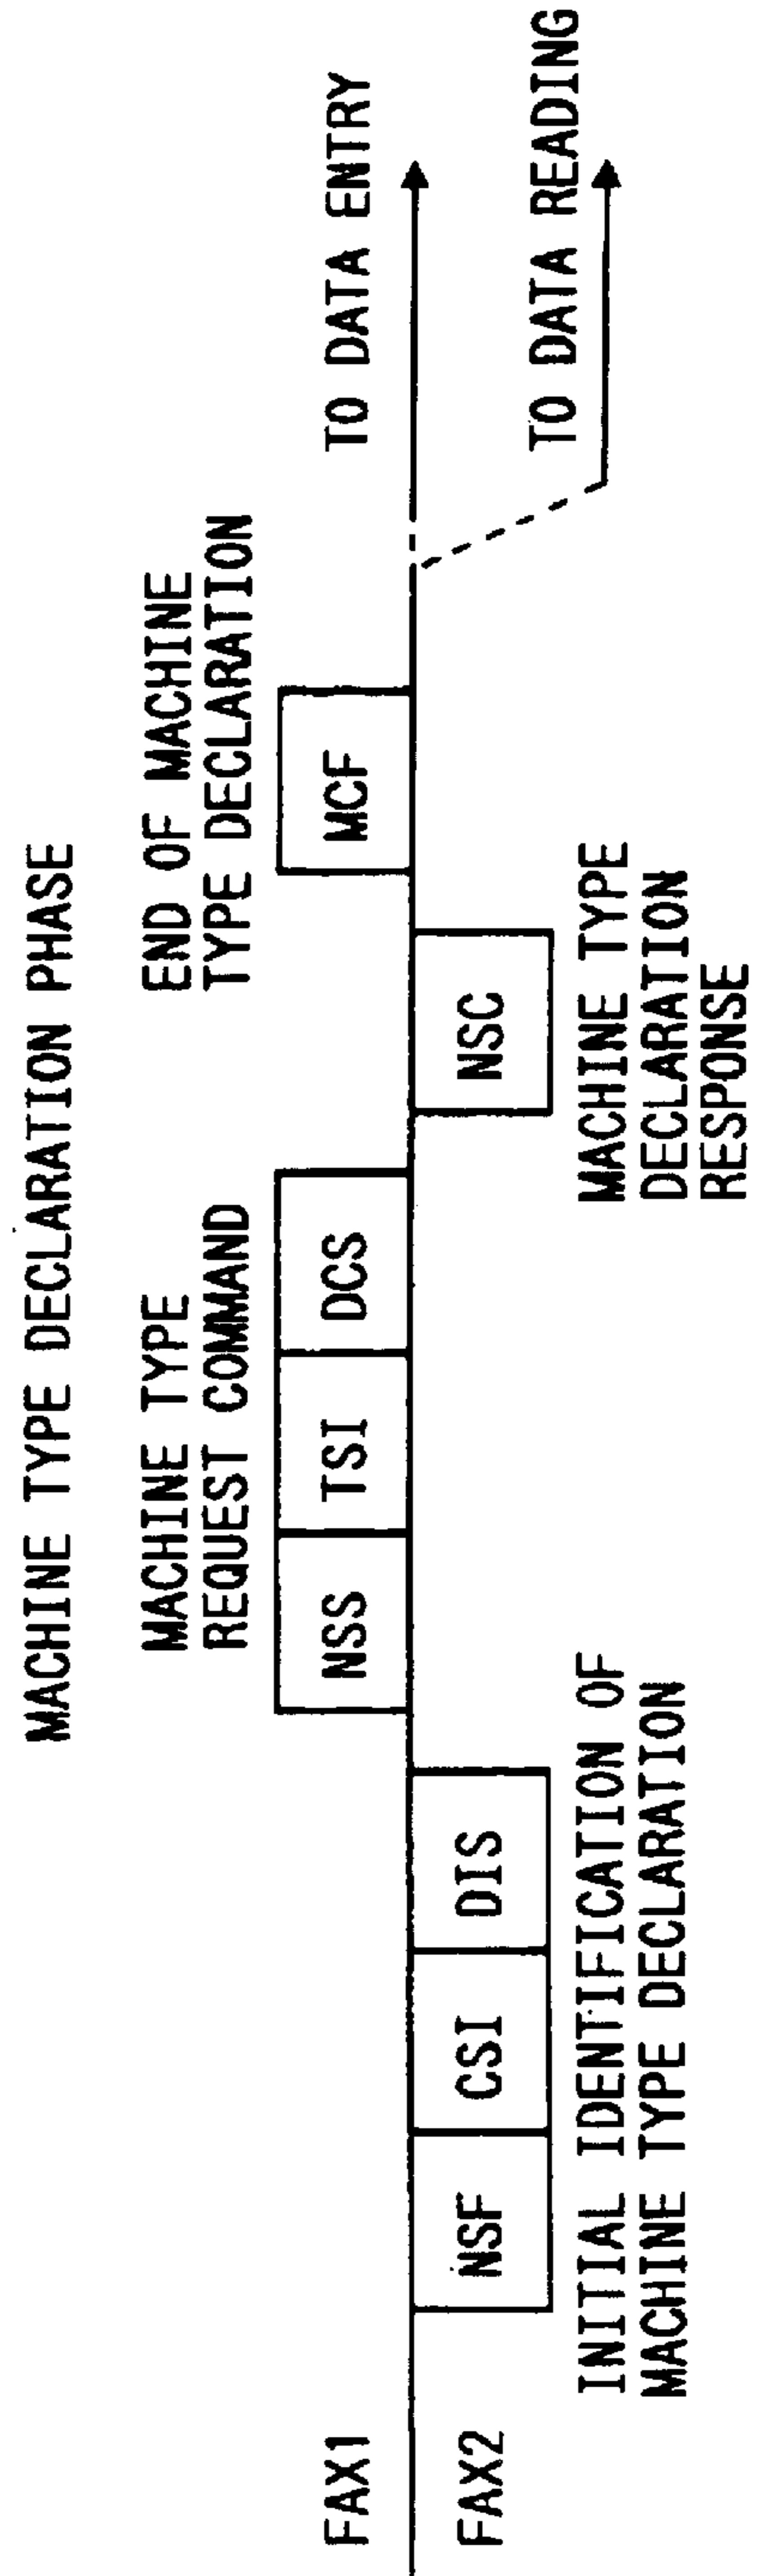 MACHINE TYPE DECLARATION PHASE
MACHINE TYPE
REQUEST COMMAND
END OF MACHINE
TYPE DECLARATION
FAX1
NSS
TSI
DCS
MCF
TO DATA ENTRY
FAX2
NSF
CSI
DIS
NSC
TO DATA READING
INITIAL IDENTIFICATION OF
MACHINE TYPE DECLARATION
MACHINE TYPE
DECLARATION
RESPONSE